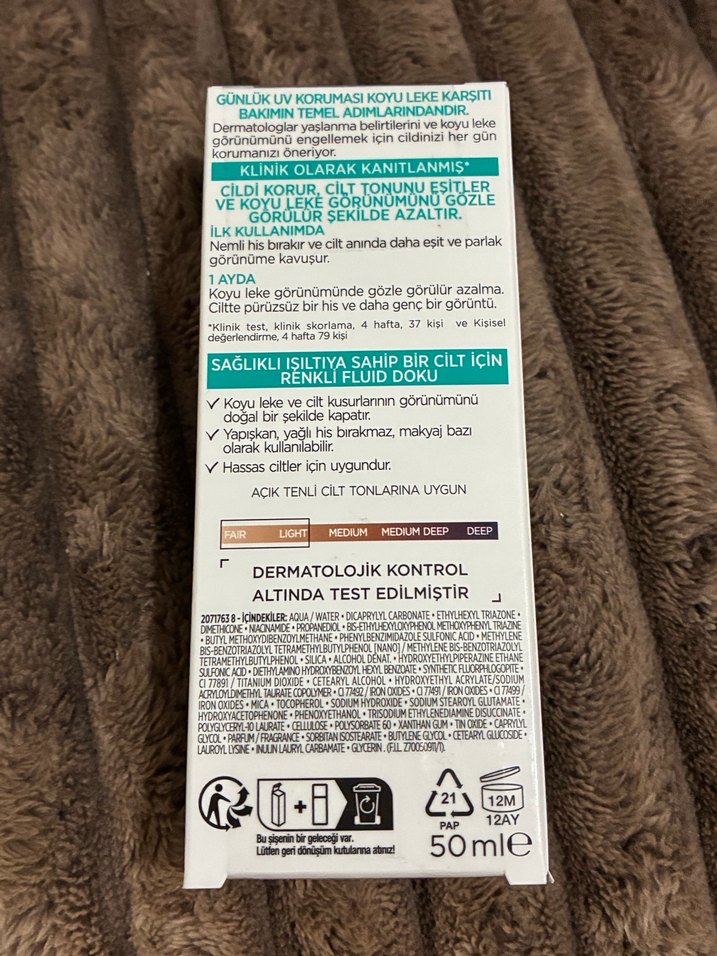 GÜNLÜK UV KORUMASI KOYU LEKE KARŞITI
BAKIMIN TEMEL ADIMLARINDANDIR.
Dermatologlar yaşlanma belirtilerini ve koyu leke
görünümünü engellemek için cildinizi her gün
korumanızı öneriyor.
KLİNİK OLARAK KANITLANMIŞ*
CİLDİ KORUR, CİLT TONUNU EŞİTLER
VE KOYU LEKE GÖRÜNÜMÜNÜ GÖZLE
GÖRÜLÜR ŞEKİLDE AZALTIR.
İLK KULLANIMDA
Nemli his bırakır ve cilt anında daha eşit ve parlak
görünüme kavuşur.
1 AYDA
Koyu leke görünümünde gözle görülür azalma.
Ciltte pürüzsüz bir his ve daha genç bir görüntü.
*Klinik test, klinik skorlama, 4 hafta, 37 kişi ve Kişisel
değerlendirme, 4 hafta 79 kişi
SAĞLIKLI IŞILTIYA SAHİP BİR CİLT İÇİN
RENKLİ FLUID DOKU
✓ Koyu leke ve cilt kusurlarının görünümünü
doğal bir şekilde kapatır.
✓ Yapışkan, yağlı his bırakmaz, makyaj bazı
olarak kullanılabilir.
✓ Hassas ciltler için uygundur.
AÇIK TENLİ CİLT TONLARINA UYGUN
FAIR LIGHT MEDIUM MEDIUM DEEP DEEP
DERMATOLOJİK KONTROL
ALTINDA TEST EDİLMİŞTİR
2071763 8 - İÇİNDEKİLER: AQUA / WATER • DICAPRYLYL CARBONATE • ETHYLHEXYL TRIAZONE •
DIMETHICONE • NIACINAMIDE • PROPANEDIOL • BIS-ETHYLHEXYLOXYPHENOL METHOXYPHENYL TRIAZINE
• BUTYL METHOXYDIBENZOYLMETHANE • PHENYLBENZIMIDAZOLE SULFONIC ACID • METHYLENE
BIS-BENZOTRIAZOLYL TETRAMETHYLBUTYLPHENOL [NANO] / METHYLENE BIS-BENZOTRIAZOLYL
TETRAMETHYLBUTYLPHENOL • SILICA • ALCOHOL DENAT. • HYDROXYETHYLPIPERAZINE ETHANE
SULFONIC ACID • DIETHYLAMINO HYDROXYBENZOYL HEXYL BENZOATE • SYNTHETIC FLUORPHLOGOPITE •
CI 77891 / TITANIUM DIOXIDE • CETEARYL ALCOHOL • HYDROXYETHYL ACRYLATE/SODIUM
ACRYLOYLDIMETHYL TAURATE COPOLYMER • CI 77492 / IRON OXIDES • CI 77491 / IRON OXIDES • CI 77499 /
IRON OXIDES • MICA • TOCOPHEROL • SODIUM HYDROXIDE • SODIUM STEAROYL GLUTAMATE •
HYDROXYACETOPHENONE • PHENOXYETHANOL • TRISODIUM ETHYLENEDIAMINE DISUCCINATE •
POLYGLYCERYL-10 LAURATE • CELLULOSE • POLYSORBATE 60 • XANTHAN GUM • TIN OXIDE • CAPRYLYL
GLYCOL • PARFUM / FRAGRANCE • SORBITAN ISOSTEARATE • BUTYLENE GLYCOL • CETEARYL GLUCOSIDE •
LAUROYL LYSINE • INULIN LAURYL CARBAMATE • GLYCERIN . (F.I.L. Z70050911/1).
Bu şişenin bir geleceği var.
Lütfen geri dönüşüm kutularına atınız!
21
PAP
12M
12AY
50 ml℮